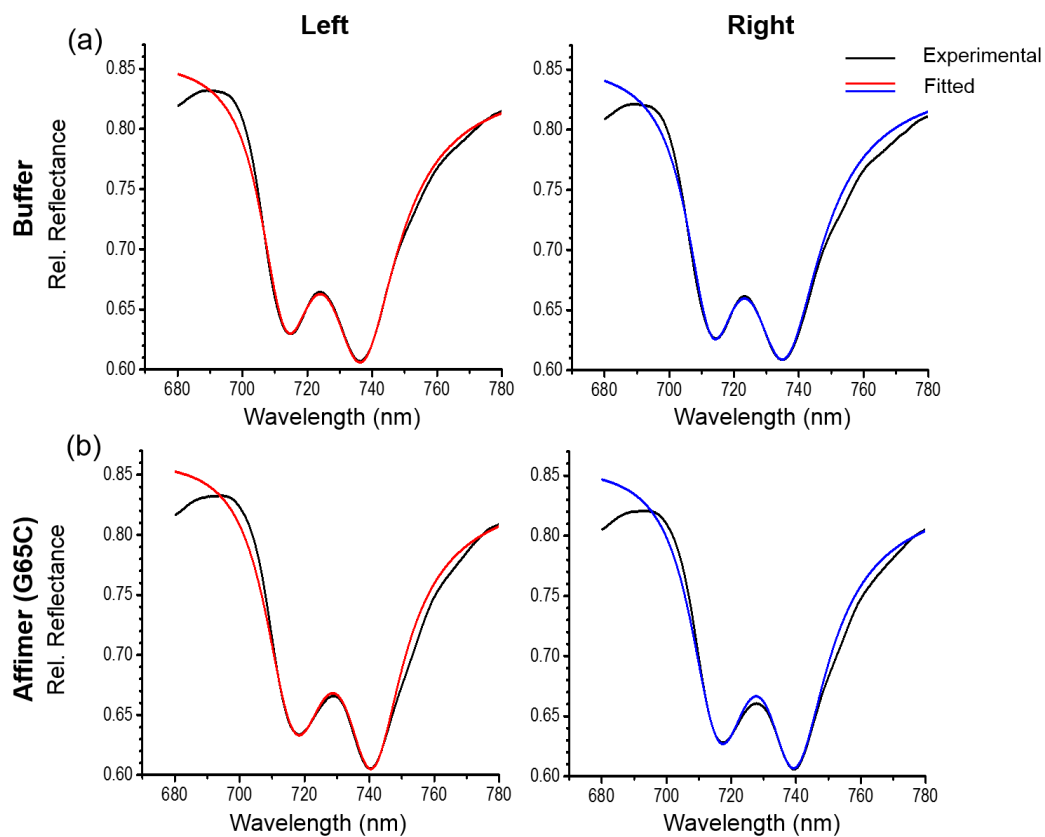 Left
Right
(a)
Experimental
Fitted
Buffer
Rel. Reflectance
0.85
0.80
0.75
0.70
0.65
0.60
680 700 720 740 760 780
Wavelength (nm)
0.85
0.80
0.75
0.70
0.65
0.60
680 700 720 740 760 780
Wavelength (nm)
(b)
Affimer (G65C)
Rel. Reflectance
0.85
0.80
0.75
0.70
0.65
0.60
680 700 720 740 760 780
Wavelength (nm)
0.85
0.80
0.75
0.70
0.65
0.60
680 700 720 740 760 780
Wavelength (nm)